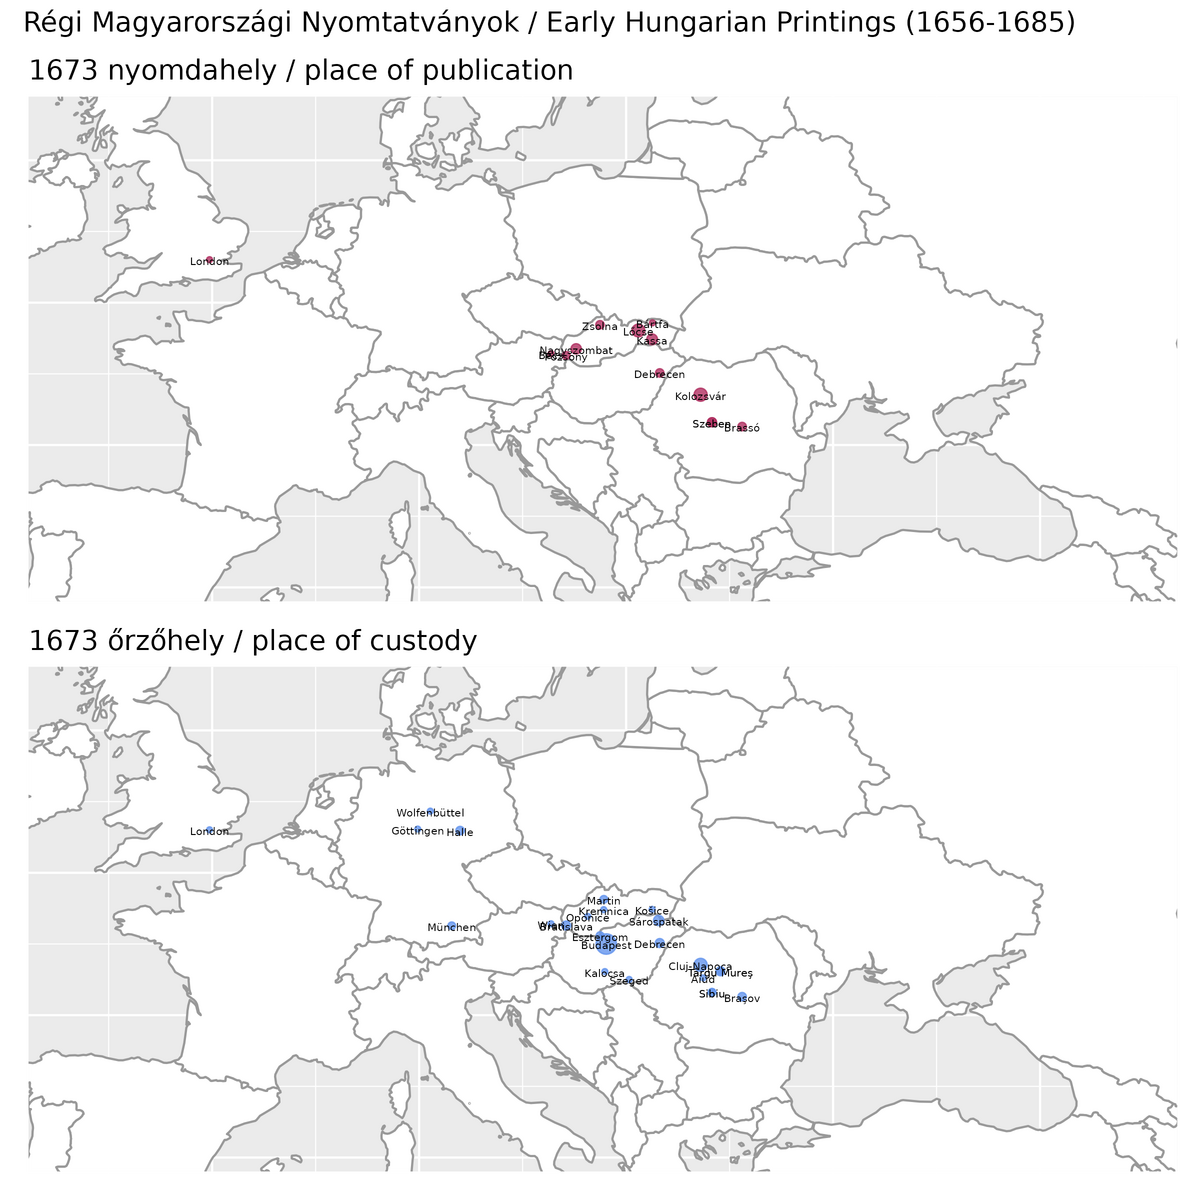 Régi Magyarországi Nyomtatványok / Early Hungarian Printings (1656-1685)
1673 nyomdahely / place of publication
London
Zsolna
Bártfa
Lőcse
Kassa
Nagyszombat
Pozsony
Debrecen
Kolozsvár
Szeben
Brassó
1673 őrzőhely / place of custody
Wolfenbüttel
London
Göttingen
Halle
Martin
Kremnica
Košice
Oponice
Sárospatak
München
Wien
Bratislava
Esztergom
Budapest
Debrecen
Cluj-Napoca
Târgu Mureş
Kalocsa
Aiud
Szeged
Sibiu
Braşov